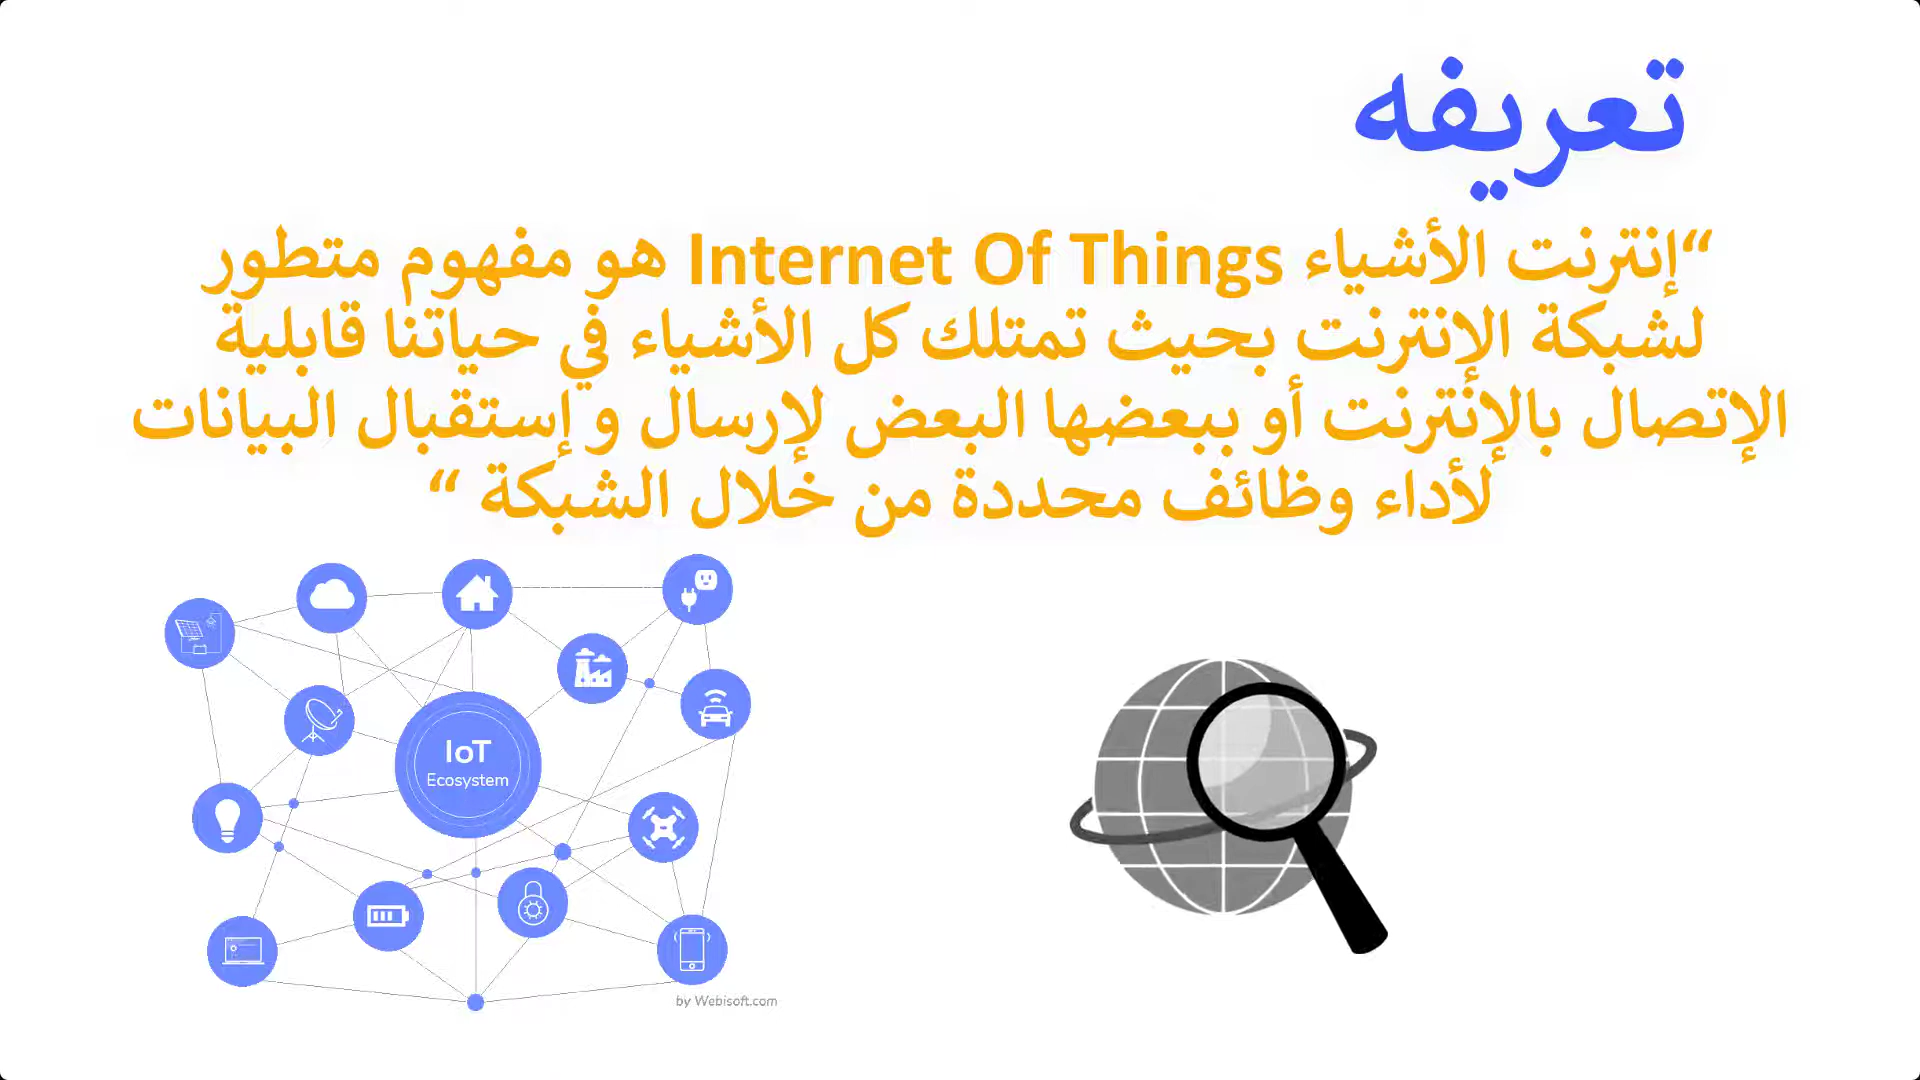 تعريفه
“إنترنت الأشياء Internet Of Things هو مفهوم متطور
لشبكة الإنترنت بحيث تمتلك كل الأشياء في حياتنا قابلية
الإتصال بالإنترنت أو ببعضها البعض لإرسال و إستقبال البيانات
لأداء وظائف محددة من خلال الشبكة “
IoT
Ecosystem
by Webisoft.com